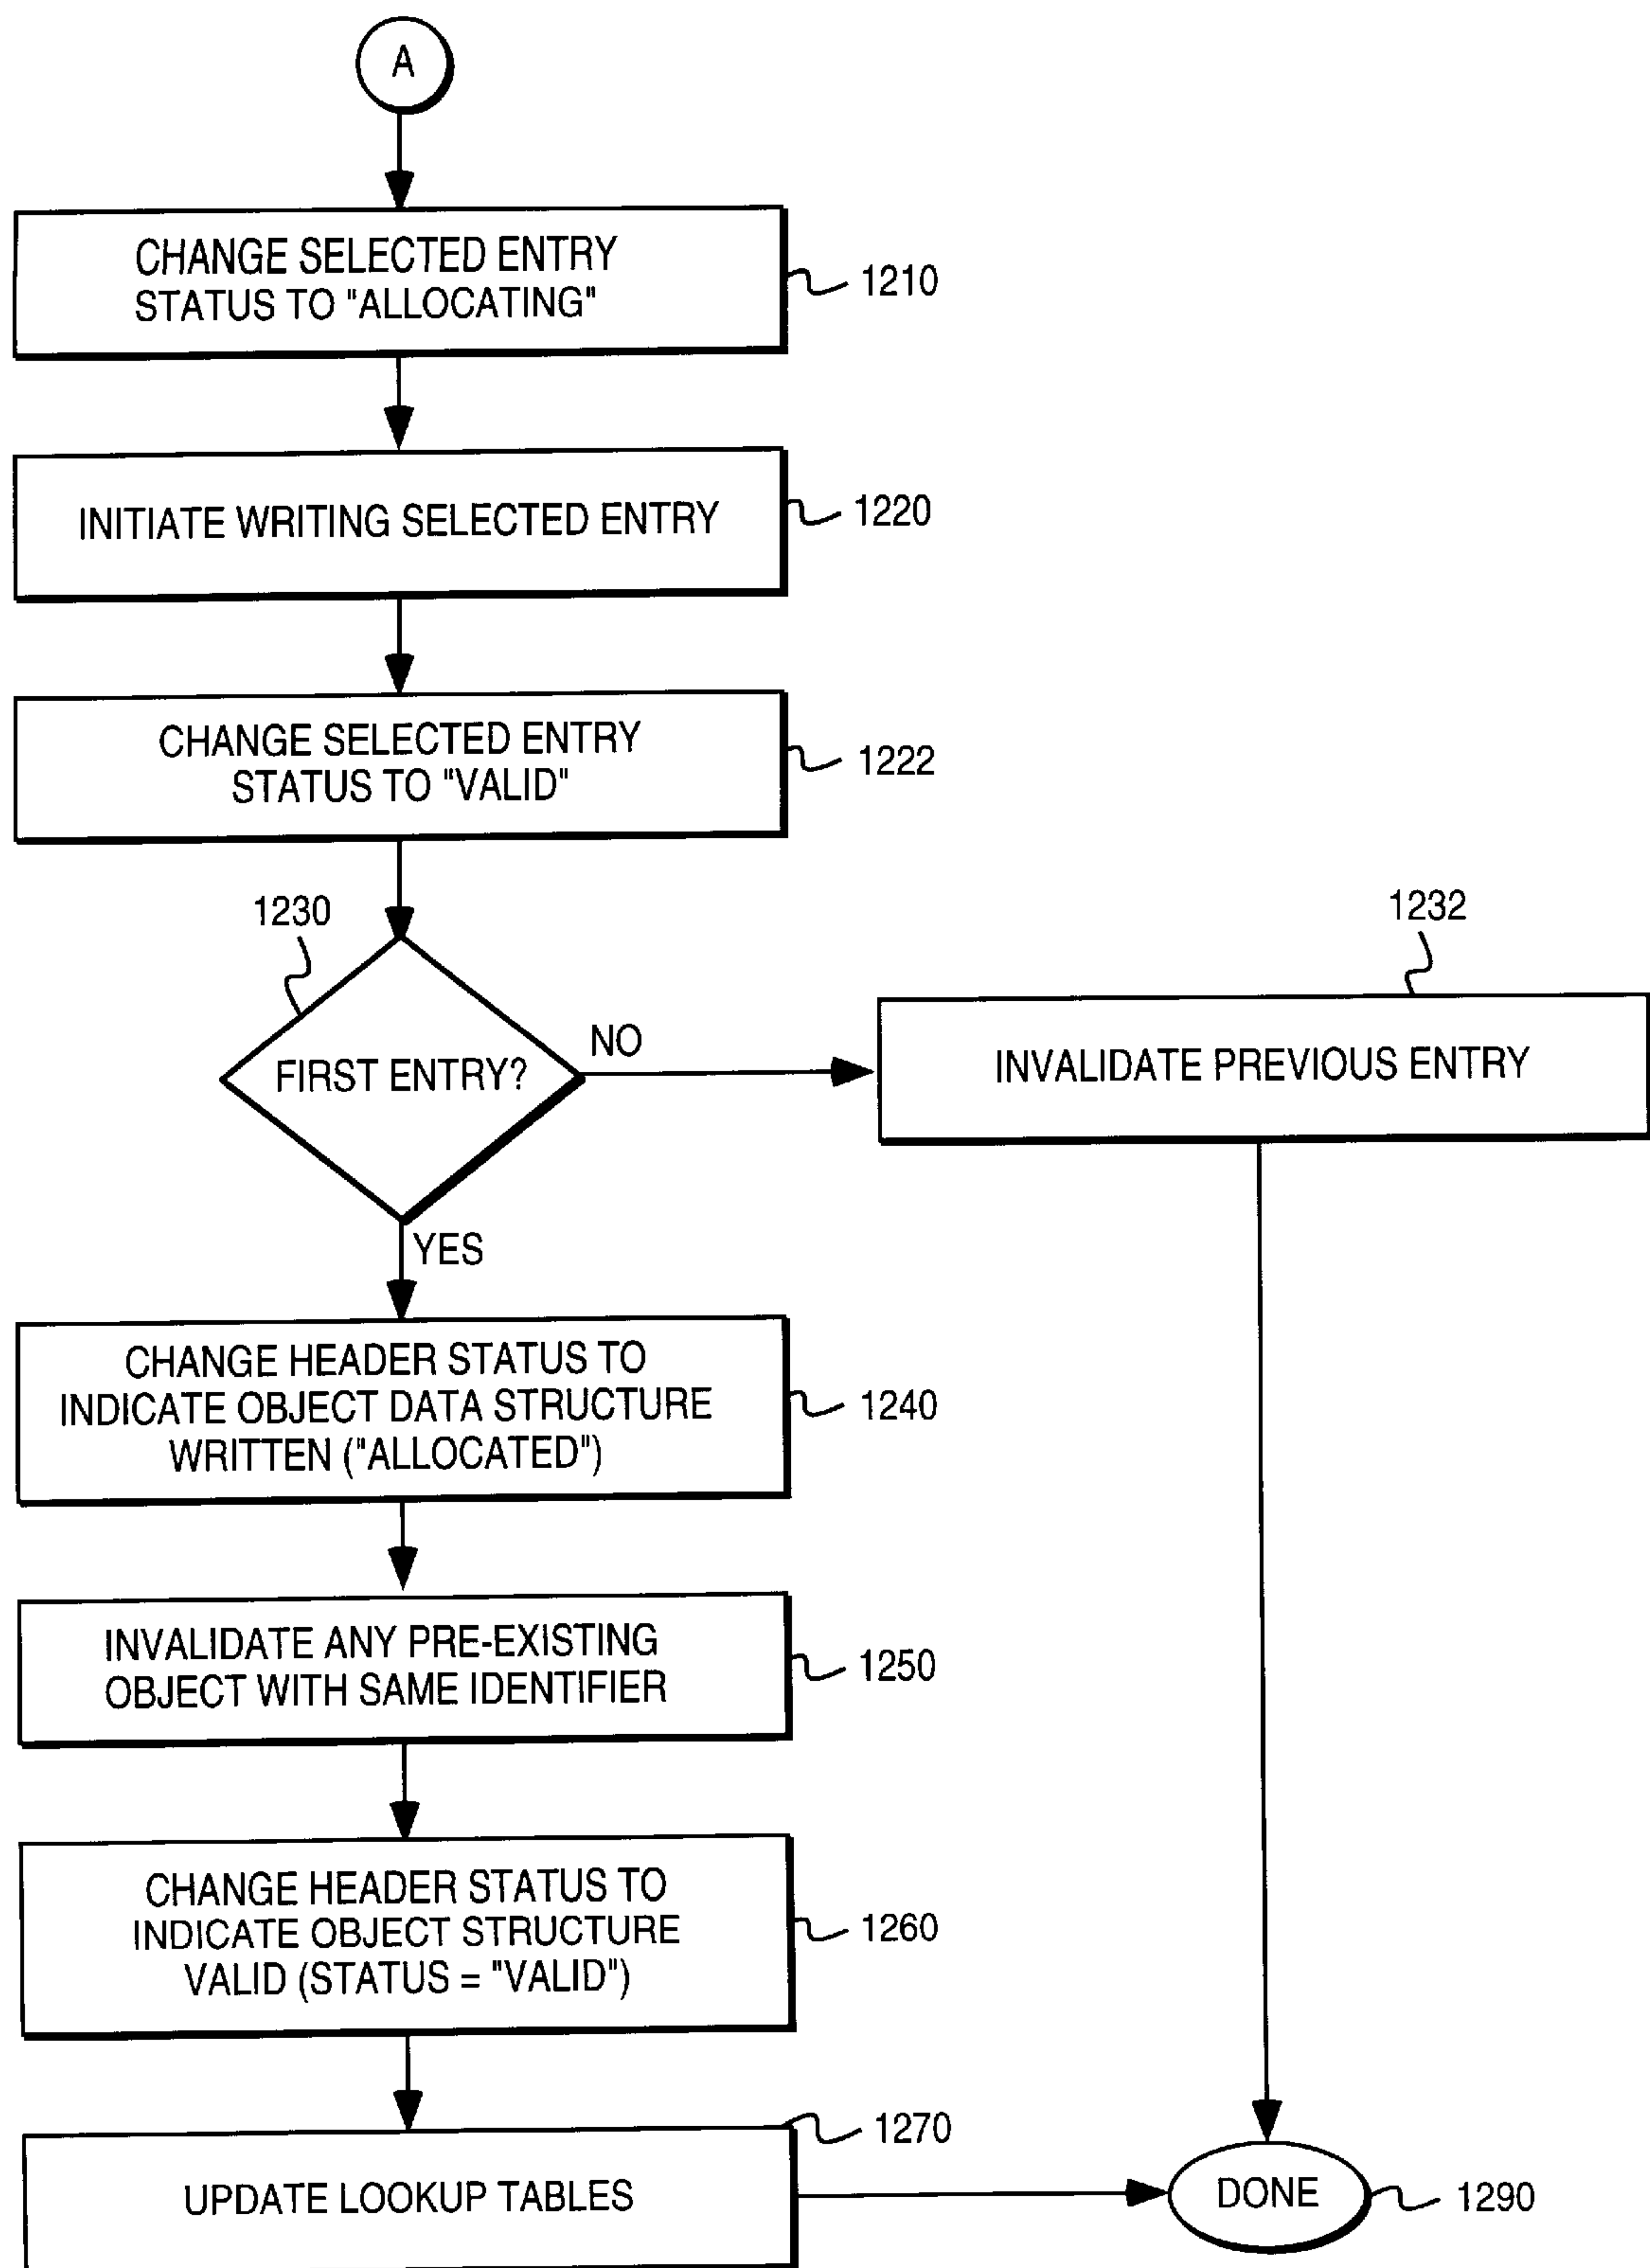 A
CHANGE SELECTED ENTRY
STATUS TO "ALLOCATING"
1210
INITIATE WRITING SELECTED ENTRY
1220
CHANGE SELECTED ENTRY
STATUS TO "VALID"
1222
1230
FIRST ENTRY?
NO
1232
INVALIDATE PREVIOUS ENTRY
YES
CHANGE HEADER STATUS TO
INDICATE OBJECT DATA STRUCTURE
WRITTEN ("ALLOCATED")
1240
INVALIDATE ANY PRE-EXISTING
OBJECT WITH SAME IDENTIFIER
1250
CHANGE HEADER STATUS TO
INDICATE OBJECT STRUCTURE
VALID (STATUS = "VALID")
1260
1270
UPDATE LOOKUP TABLES
DONE
1290